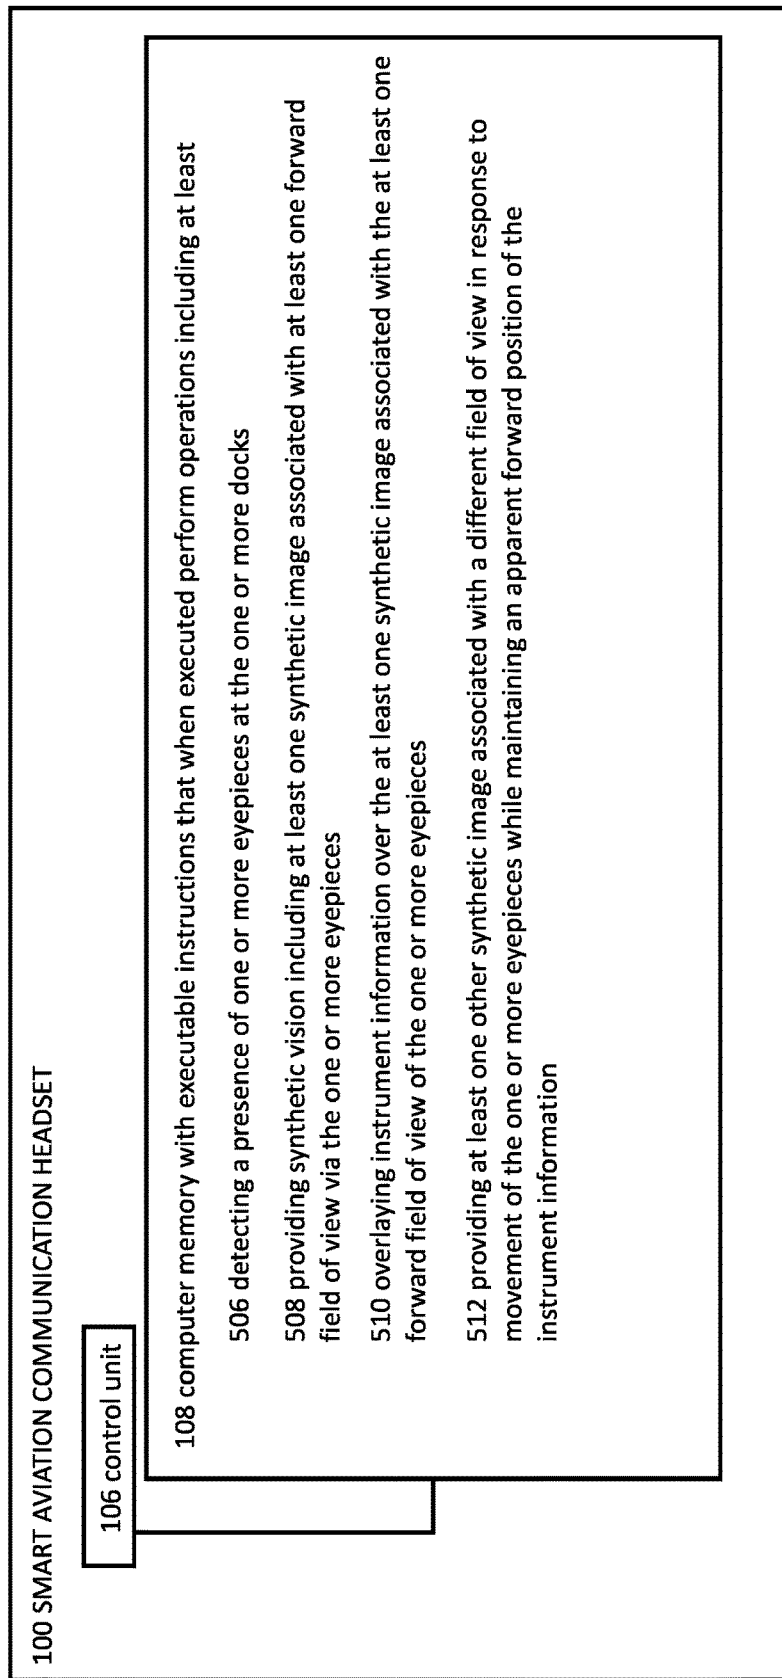 100 SMART AVIATION COMMUNICATION HEADSET
106 control unit
108 computer memory with executable instructions that when executed perform operations including at least
506 detecting a presence of one or more eyepieces at the one or more docks
508 providing synthetic vision including at least one synthetic image associated with at least one forward
field of view via the one or more eyepieces
510 overlaying instrument information over the at least one synthetic image associated with the at least one
forward field of view of the one or more eyepieces
512 providing at least one other synthetic image associated with a different field of view in response to
movement of the one or more eyepieces while maintaining an apparent forward position of the
instrument information